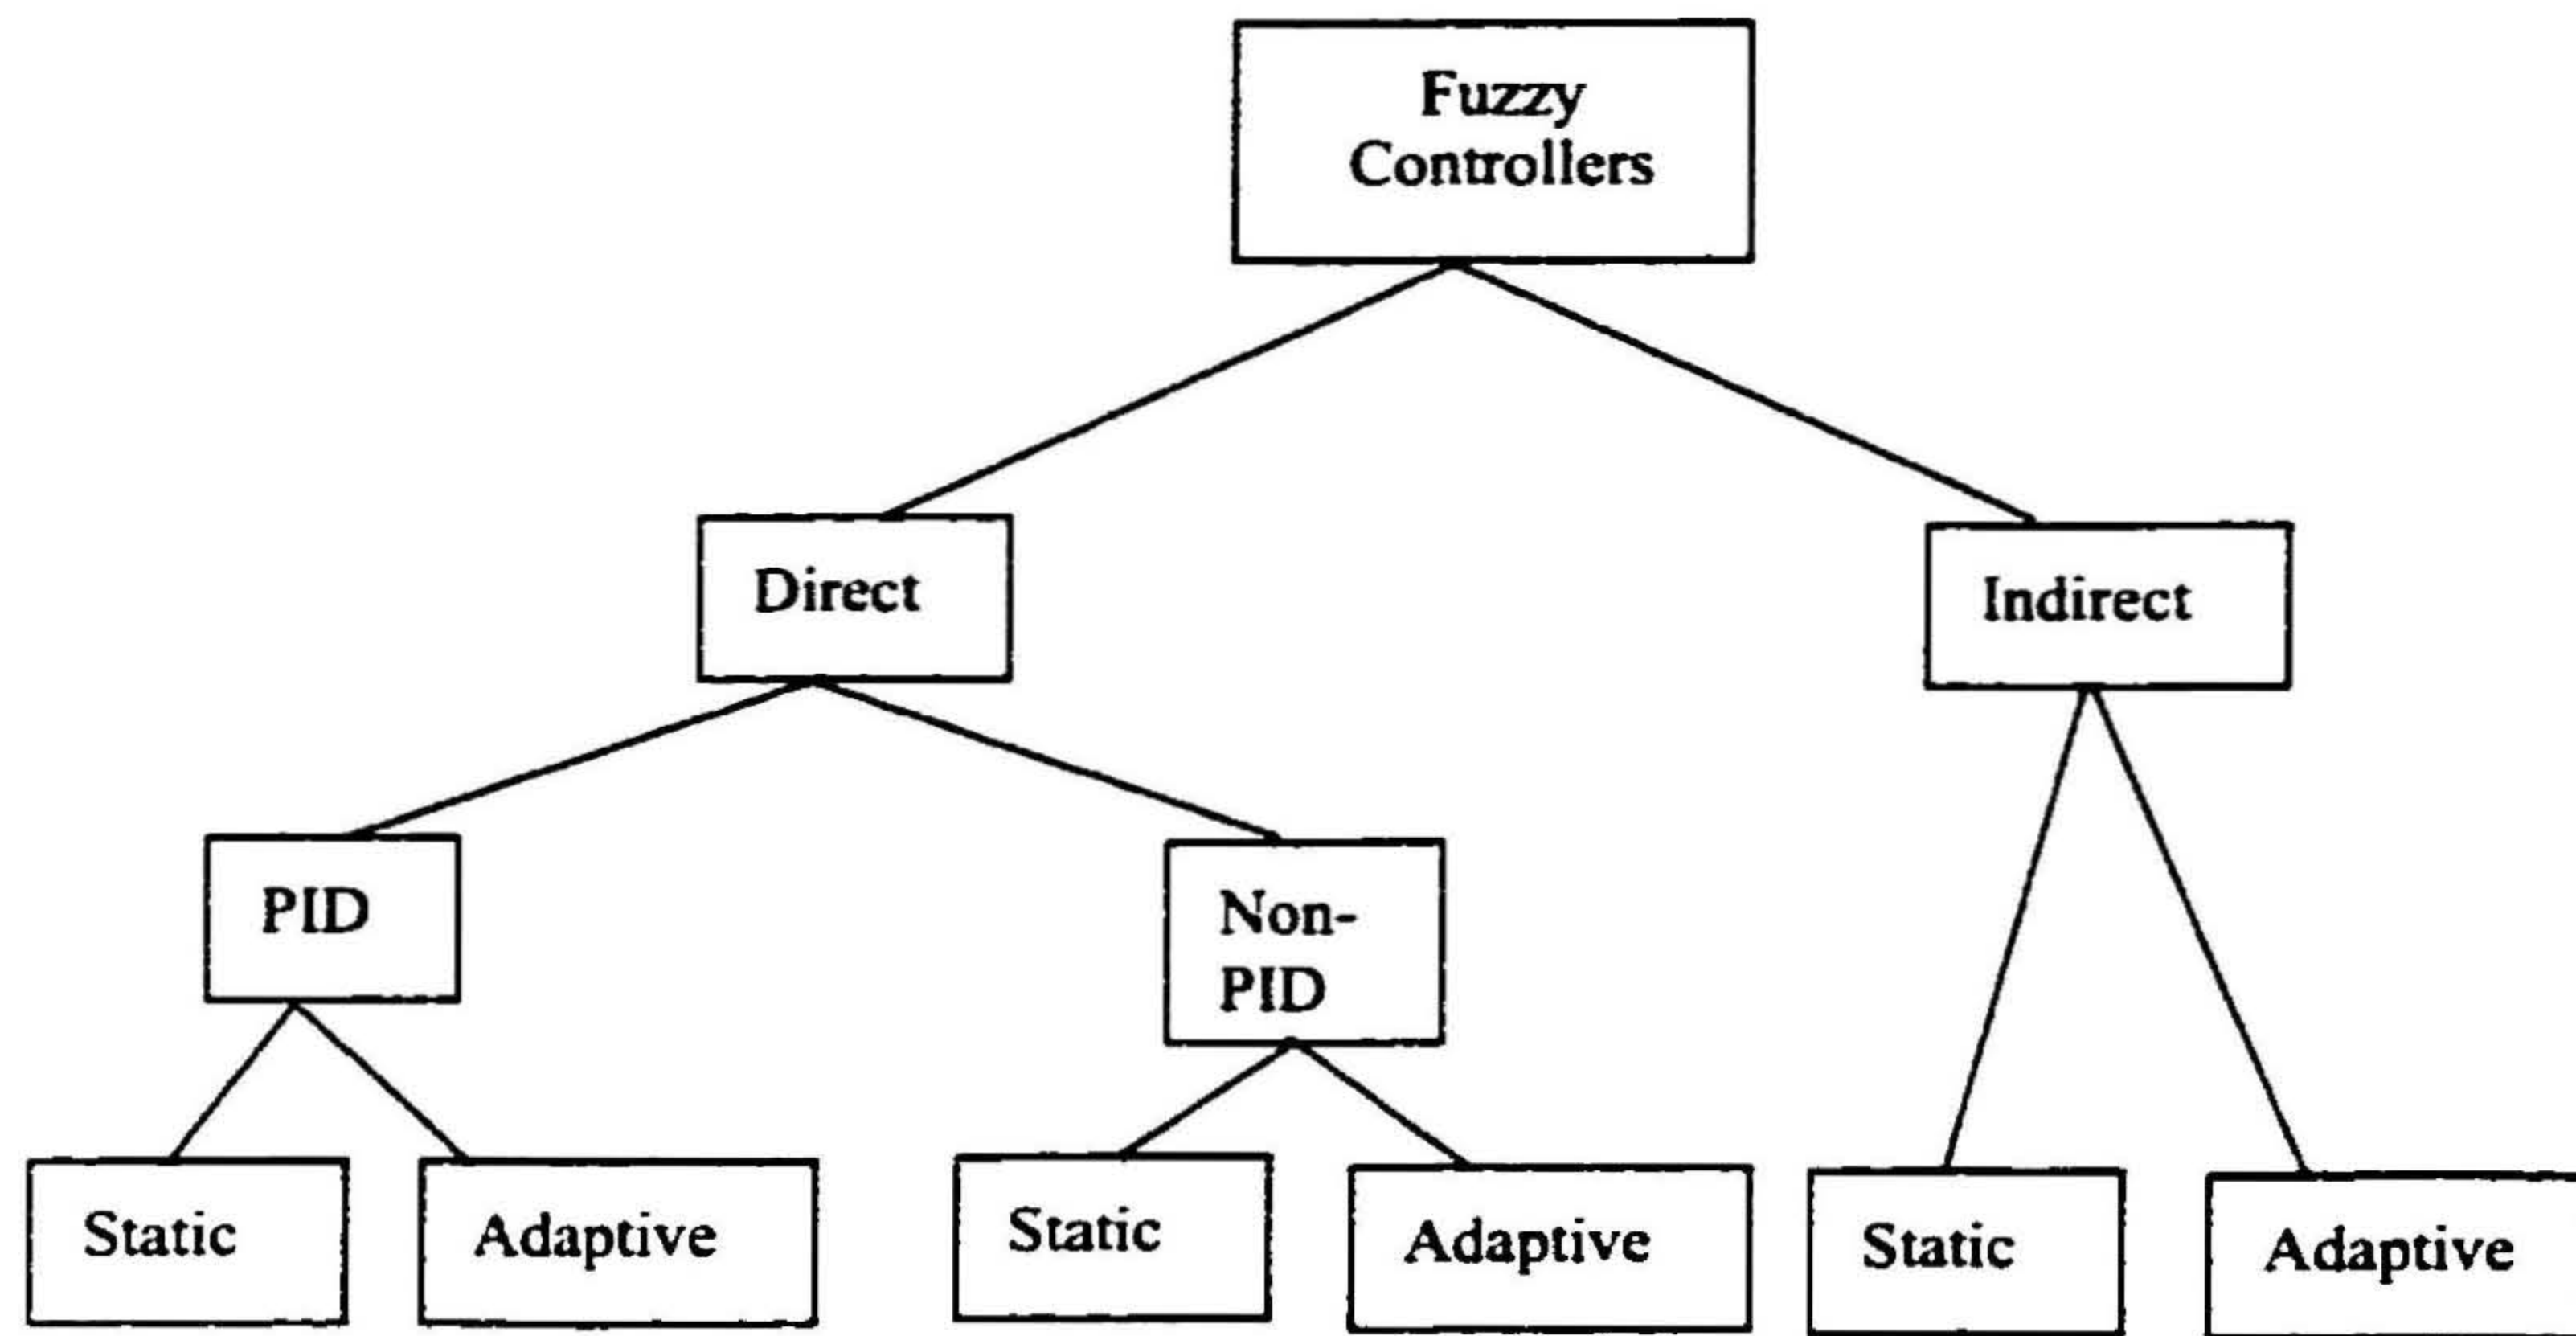 Fuzzy
Controllers
Direct
Indirect
PID
Non-
PID
Static
Adaptive
Static
Adaptive
Static
Adaptive